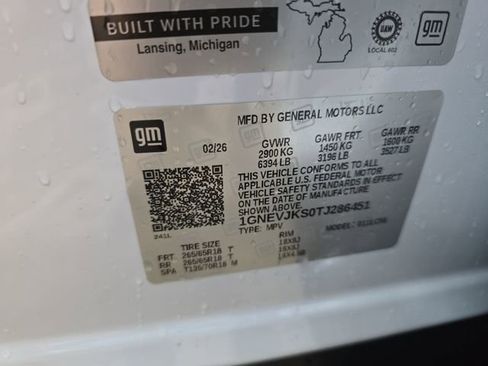 BUILT WITH PRIDE
Lansing, Michigan
UAW
LOCAL 602
gm
gm
MFD BY GENERAL MOTORS LLC
02/26
GVWR GAWR FRT. GAWR RR
2900 KG 1450 KG 1600 KG
6394 LB 3196 LB 3527 LB
THIS VEHICLE CONFORMS TO ALL
APPLICABLE U.S. FEDERAL MOTOR
VEHICLE SAFETY STANDARDS IN EFFECT
ON THE DATE OF MANUFACTURE
SHOWN ABOVE.
1GNEVJKS0TJ286451
TYPE: MPV MODEL:
241L
TIRE SIZE RIM
FRT: 265/65R18 T 18X8J
RR 265/65R18 T 18X8J
SPA T135/70R18 M